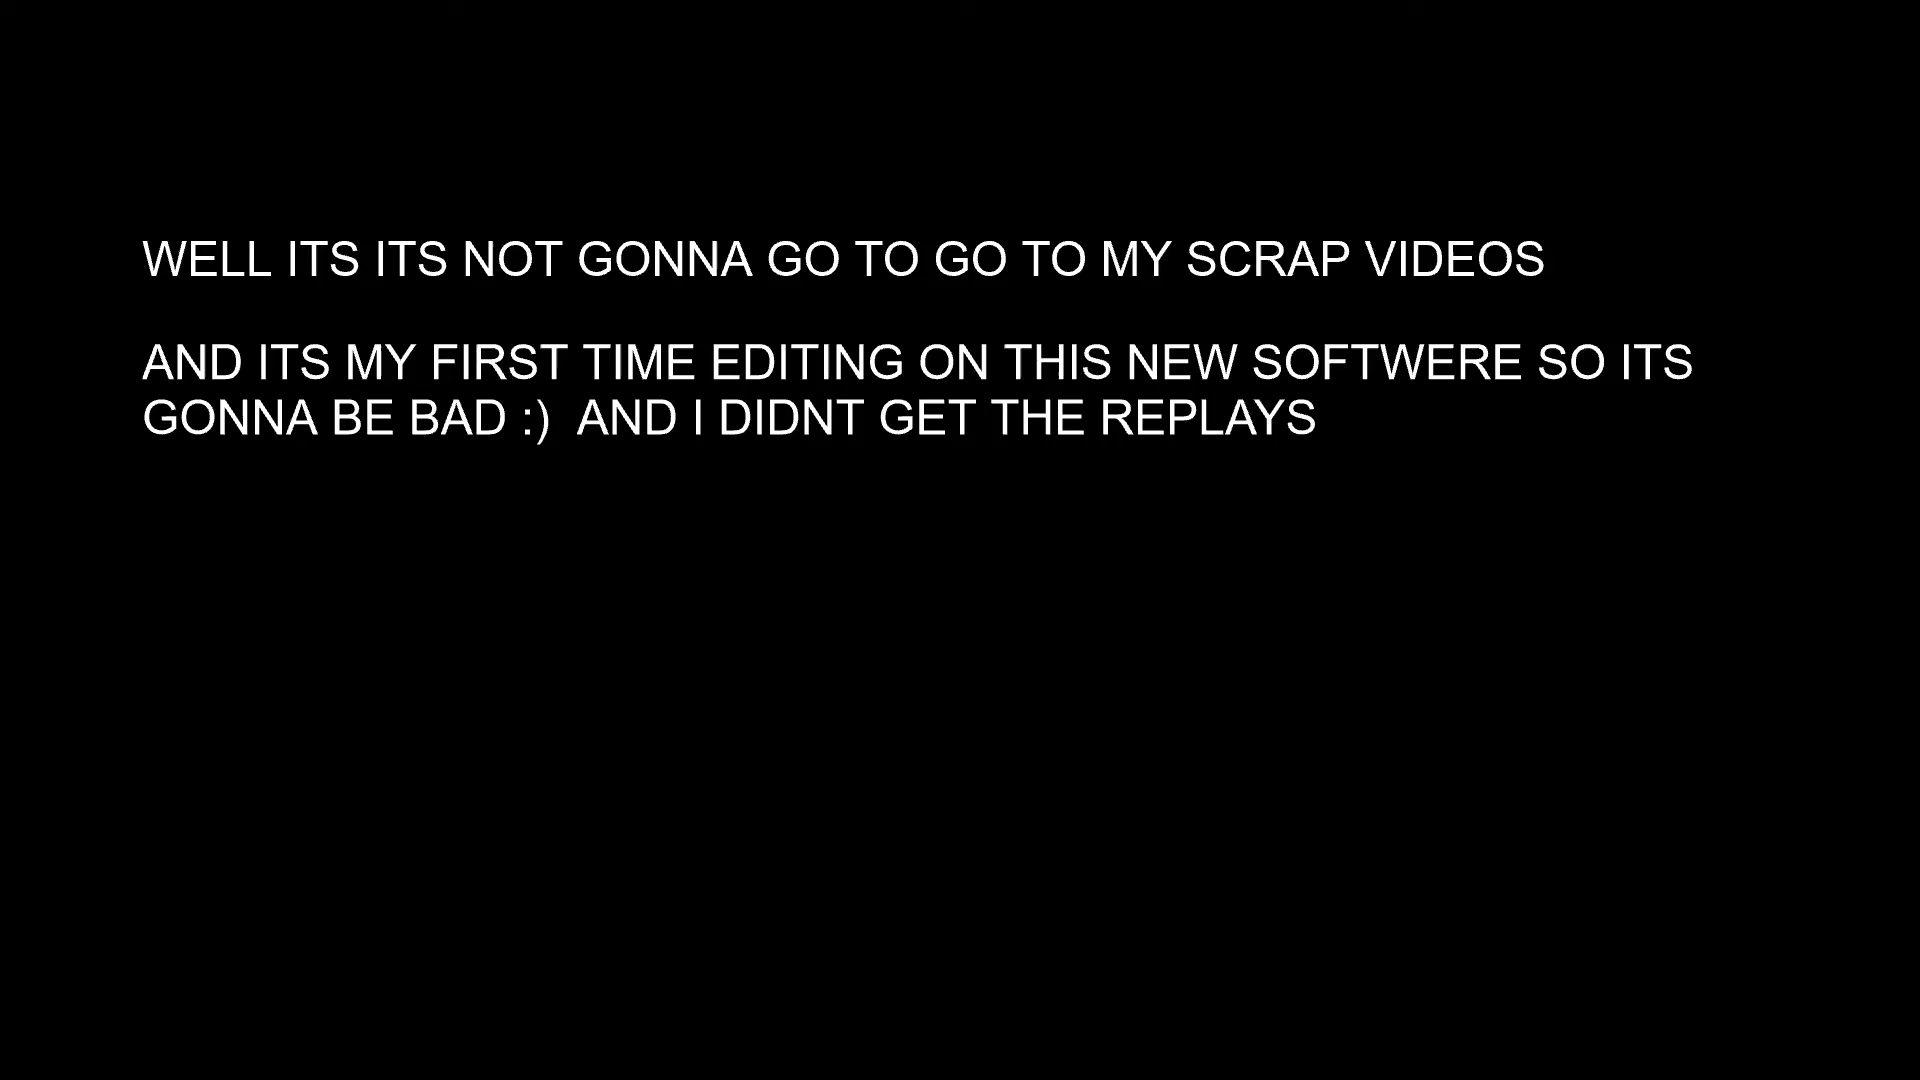 WELL ITS ITS NOT GONNA GO TO GO TO MY SCRAP VIDEOS
AND ITS MY FIRST TIME EDITING ON THIS NEW SOFTWERE SO ITS
GONNA BE BAD :)  AND I DIDNT GET THE REPLAYS